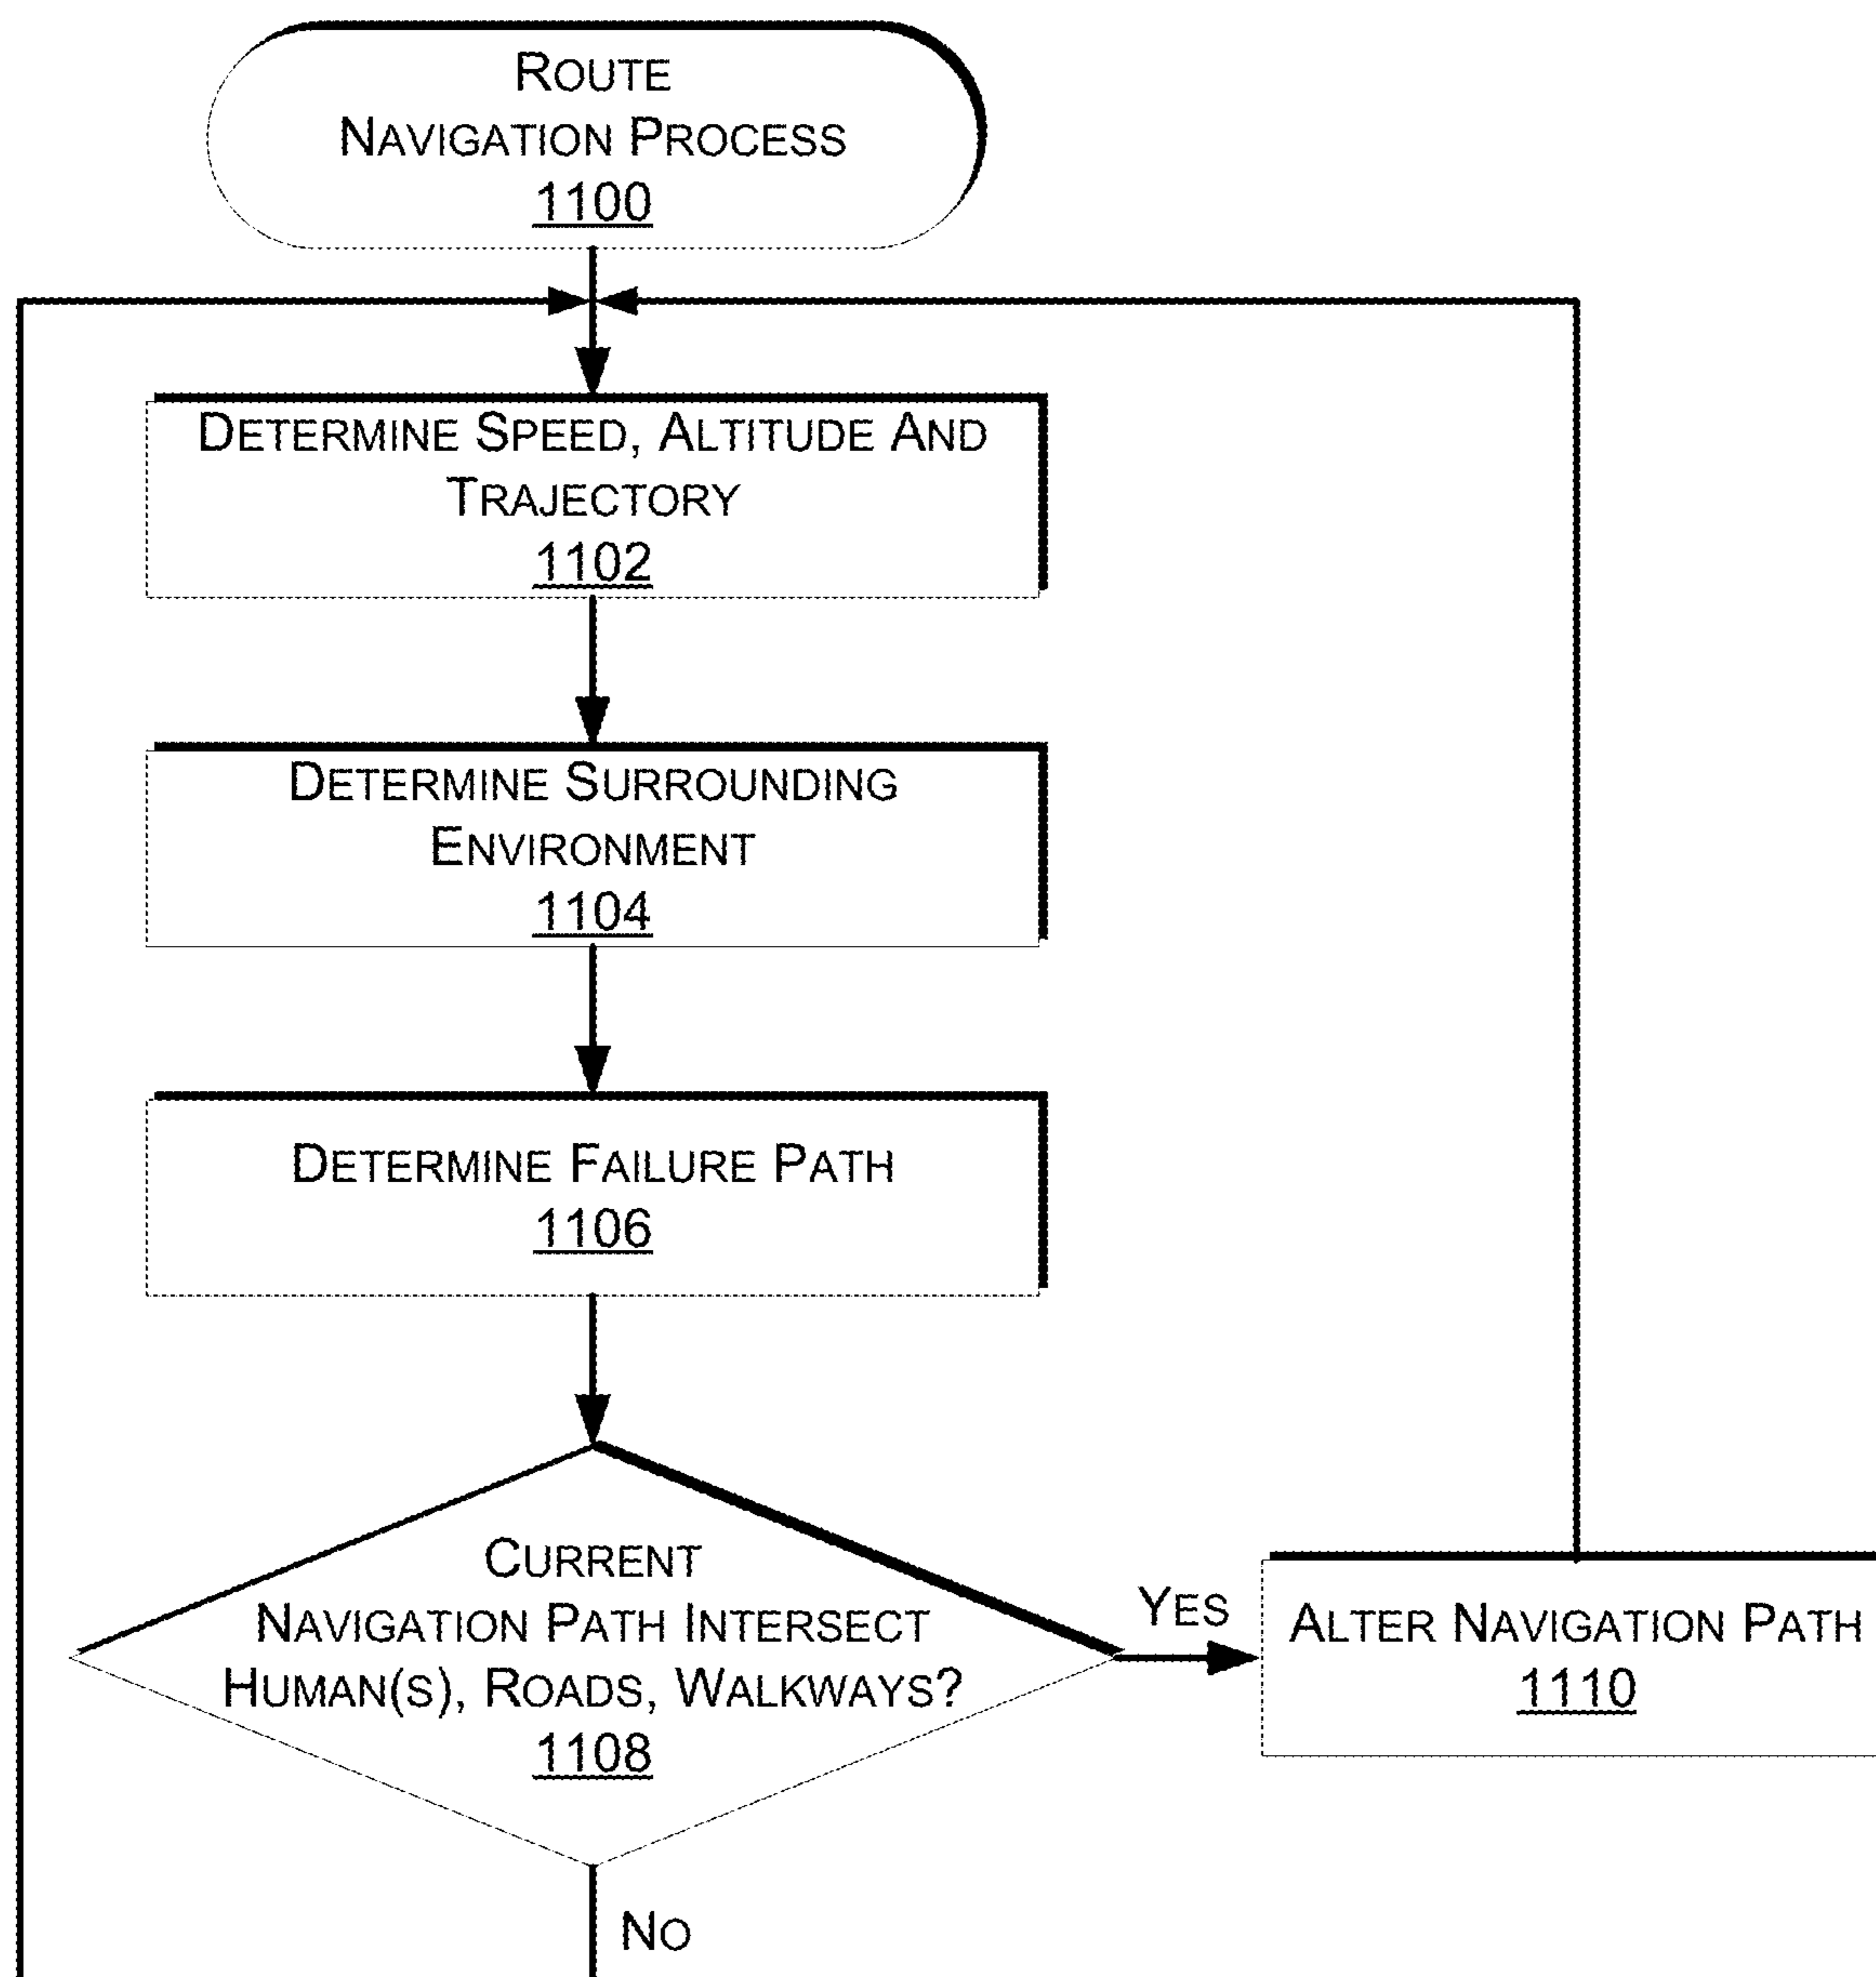 ROUTE
NAVIGATION PROCESS
1100
DETERMINE SPEED, ALTITUDE AND
TRAJECTORY
1102
DETERMINE SURROUNDING
ENVIRONMENT
1104
DETERMINE FAILURE PATH
1106
CURRENT
NAVIGATION PATH INTERSECT
HUMAN(S), ROADS, WALKWAYS?
1108
YES
ALTER NAVIGATION PATH
1110
NO